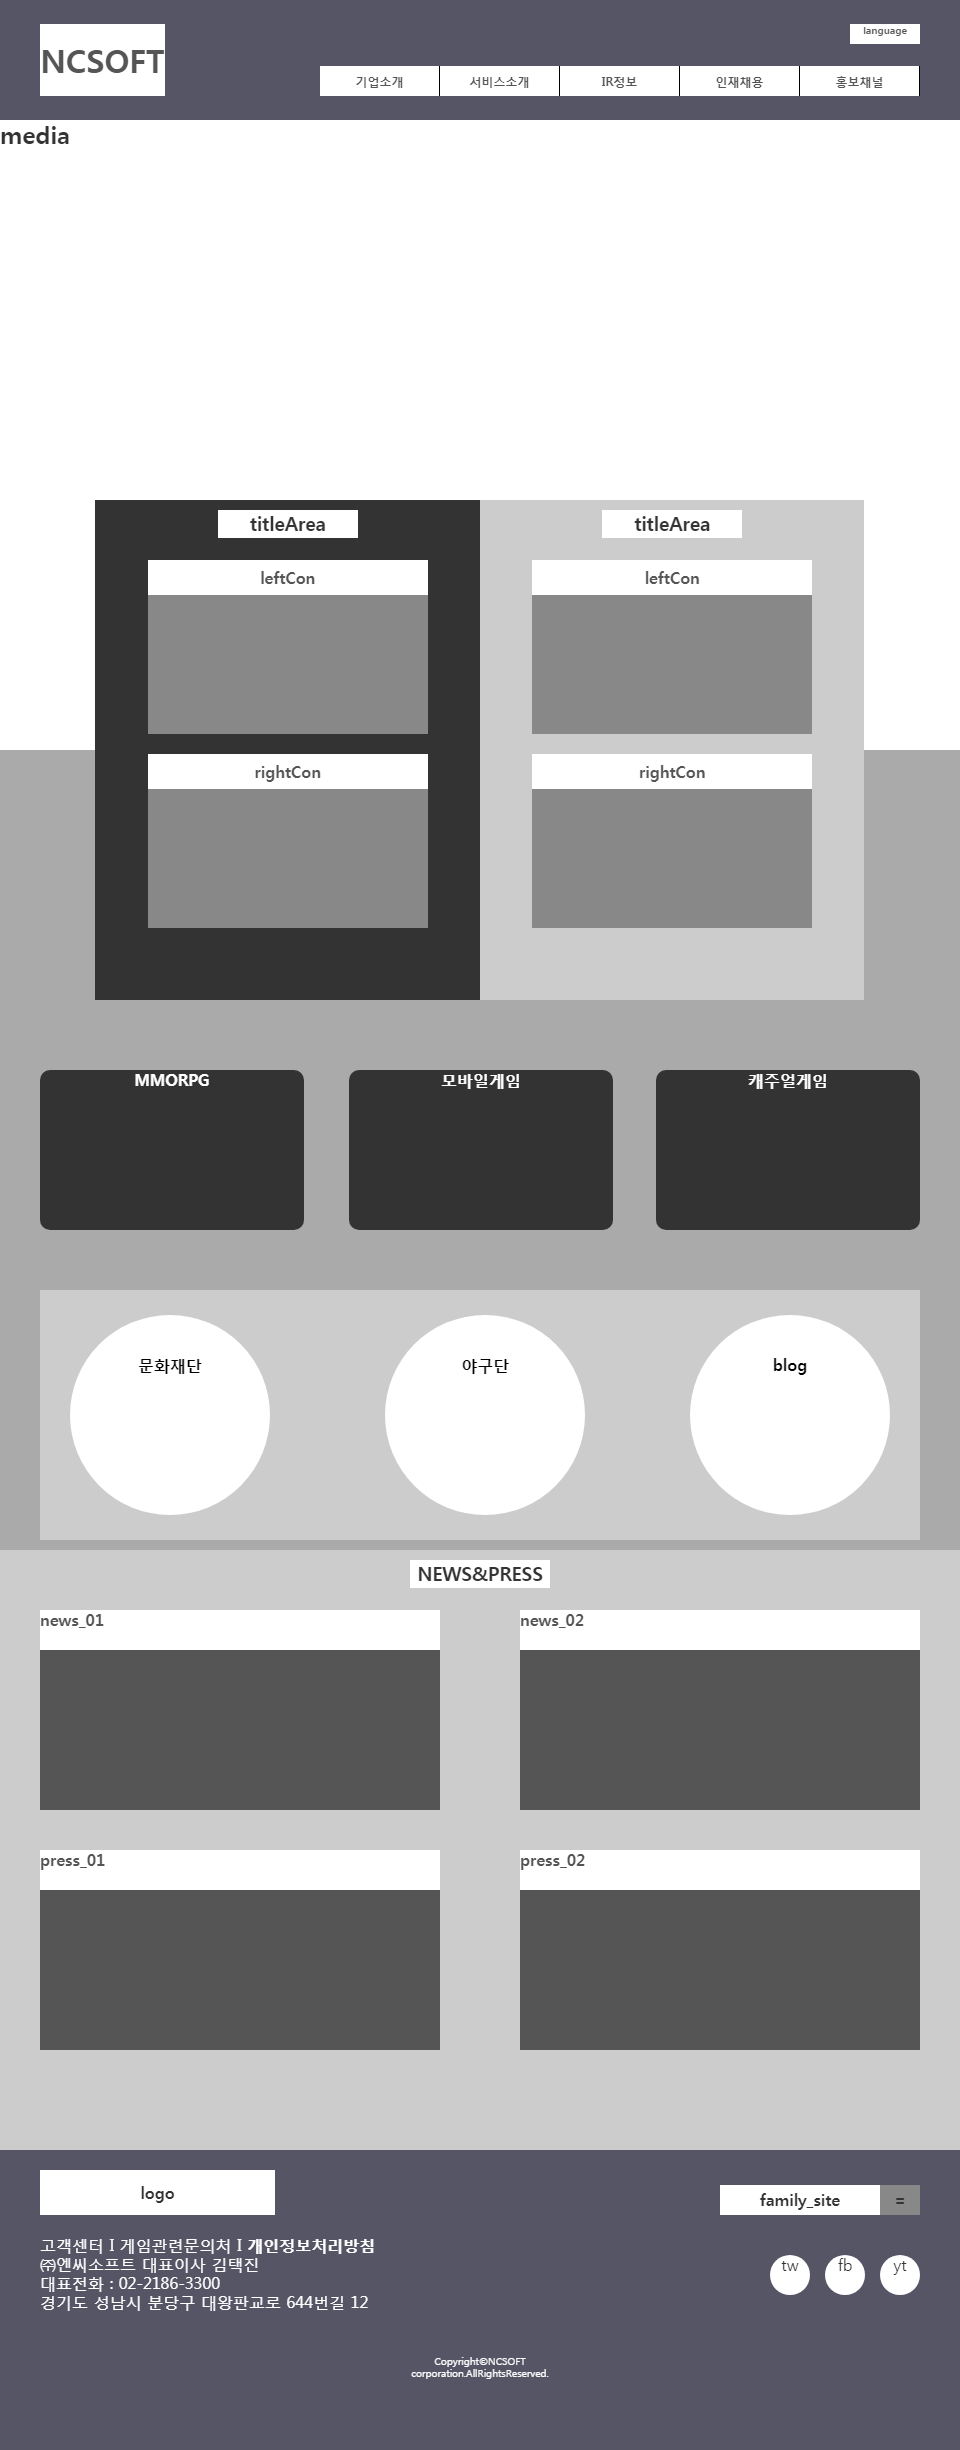 language
NCSOFT
기업소개
서비스소개
IR정보
인재채용
홍보채널
media
titleArea
leftCon
rightCon
titleArea
leftCon
rightCon
MMORPG
모바일게임
캐주얼게임
문화재단
야구단
blog
NEWS&PRESS
news_01
news_02
press_01
press_02
logo
family_site
=
고객센터 I 게임관련문의처 I 개인정보처리방침
㈜엔씨소프트 대표이사 김택진
대표전화 : 02-2186-3300
경기도 성남시 분당구 대왕판교로 644번길 12
tw
fb
yt
Copyright©NCSOFT
corporation.AllRightsReserved.